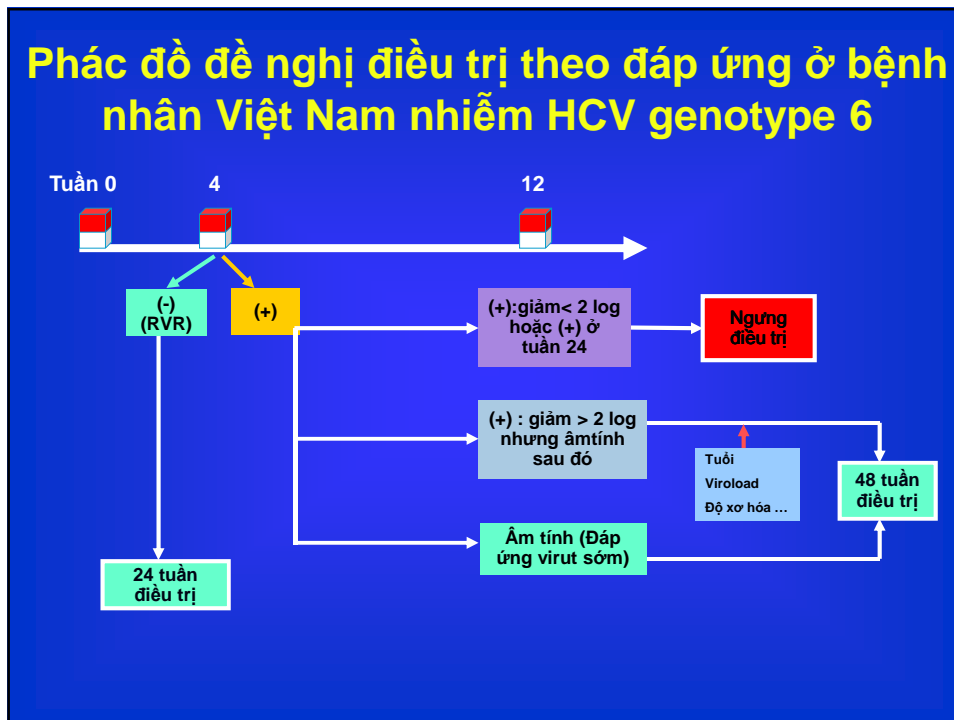 Phác đồ đề nghị điều trị theo đáp ứng ở bệnh
nhân Việt Nam nhiễm HCV genotype 6
Tuần 0
4
12
(-)
(RVR)
(+)
(+):giảm< 2 log
hoặc (+) ở
tuần 24
Ngưng
điều trị
(+) : giảm > 2 log
nhưng âmtính
sau đó
Tuổi
Viroload
Độ xơ hóa ...
48 tuần
điều trị
Âm tính (Đáp
ứng virut sớm)
24 tuần
điều trị